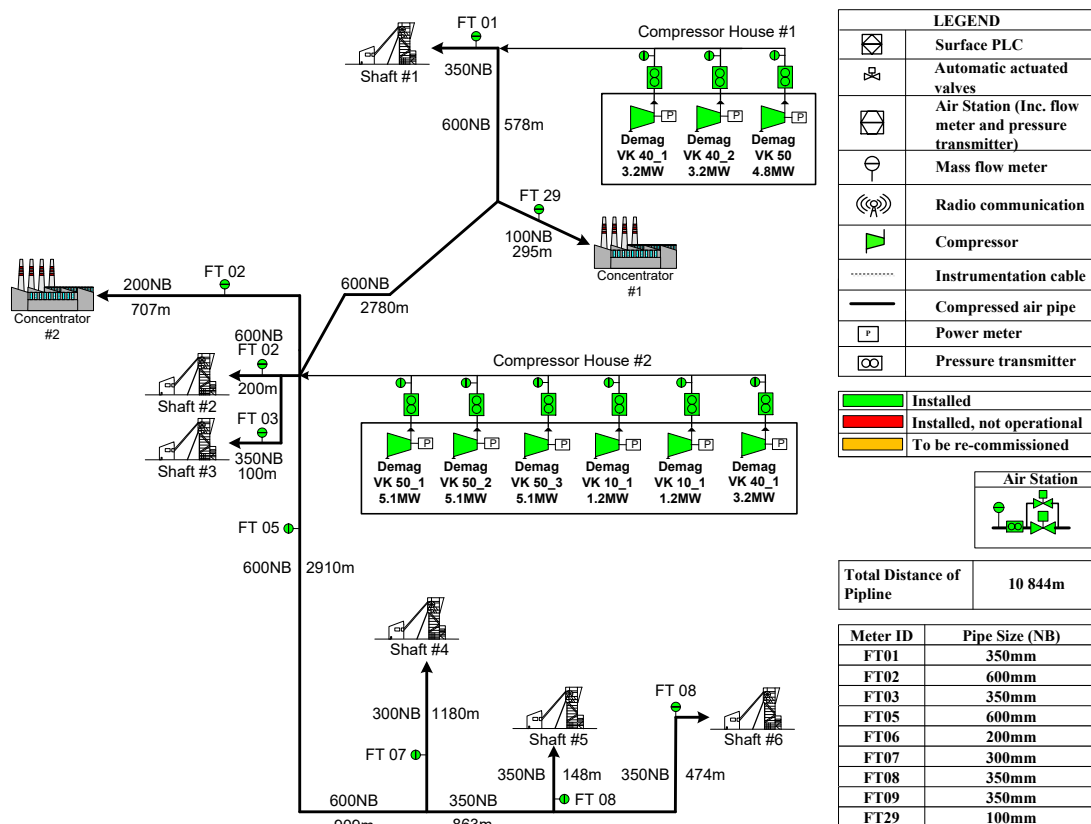 FT 01
350NB
Shaft #1
Compressor House #1
600NB
578m
P
P
P
Demag
VK 40_1
3.2MW
Demag
VK 40_2
3.2MW
Demag
VK 50
4.8MW
FT 29
100NB
295m
Concentrator
#1
600NB
2780m
200NB
FT 02
707m
Concentrator
#2
600NB
FT 02
200m
Shaft #2
FT 03
350NB
100m
Shaft #3
Compressor House #2
P
P
P
P
P
P
Demag
VK 50_1
5.1MW
Demag
VK 50_2
5.1MW
Demag
VK 50_3
5.1MW
Demag
VK 10_1
1.2MW
Demag
VK 10_1
1.2MW
Demag
VK 40_1
3.2MW
FT 05
600NB
2910m
Shaft #4
300NB
1180m
FT 07
Shaft #5
350NB
148m
FT 08
FT 08
Shaft #6
350NB
474m
600NB
350NB
863m
LEGEND
Surface PLC
Automatic actuated
valves
Air Station (Inc. flow
meter and pressure
transmitter)
Mass flow meter
Radio communication
Compressor
Instrumentation cable
Compressed air pipe
P
Power meter
Pressure transmitter
Installed
Installed, not operational
To be re-commissioned
Air Station
Total Distance of
Pipline
10 844m
Meter ID
Pipe Size (NB)
FT01
350mm
FT02
600mm
FT03
350mm
FT05
600mm
FT06
200mm
FT07
300mm
FT08
350mm
FT09
350mm
FT29
100mm